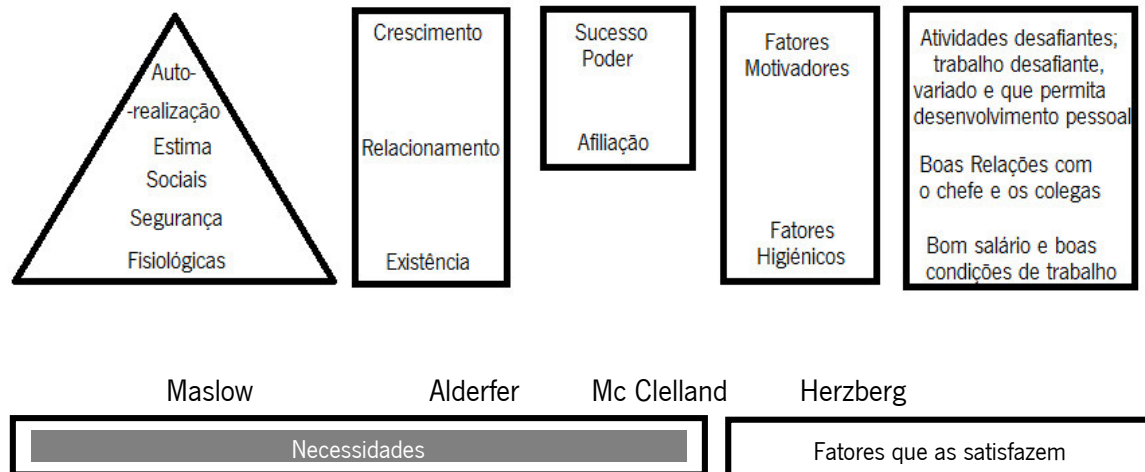 Auto-
-realização
Estima
Sociais
Segurança
Fisiológicas
Crescimento
Relacionamento
Existência
Sucesso
Poder
Afiliação
Fatores
Motivadores
Fatores
Higiénicos
Atividades desafiantes;
trabalho desafiante,
variado e que permita
desenvolvimento pessoal
Boas Relações com
o chefe e os colegas
Bom salário e boas
condições de trabalho
Maslow
Alderfer
Mc Clelland
Herzberg
Necessidades
Fatores que as satisfazem